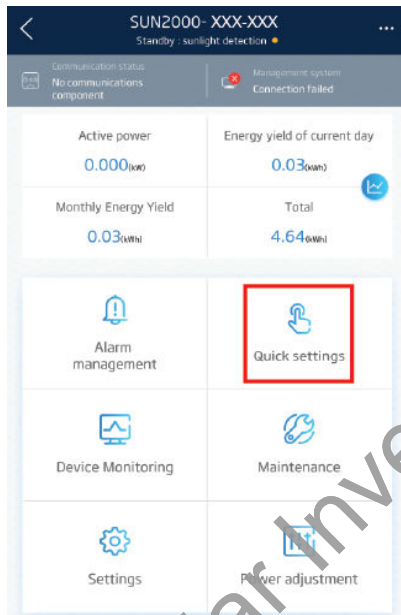 SUN2000- XXX-XXX
Standby : sunlight detection
Communication status
No communications
component
Management system
Connection failed
Active power
0.000(kW)
Energy yield of current day
0.03(kWh)
Monthly Energy Yield
0.03(kWh)
Total
4.64(kWh)
Alarm
management
Quick settings
Device Monitoring
Maintenance
Settings
Power adjustment